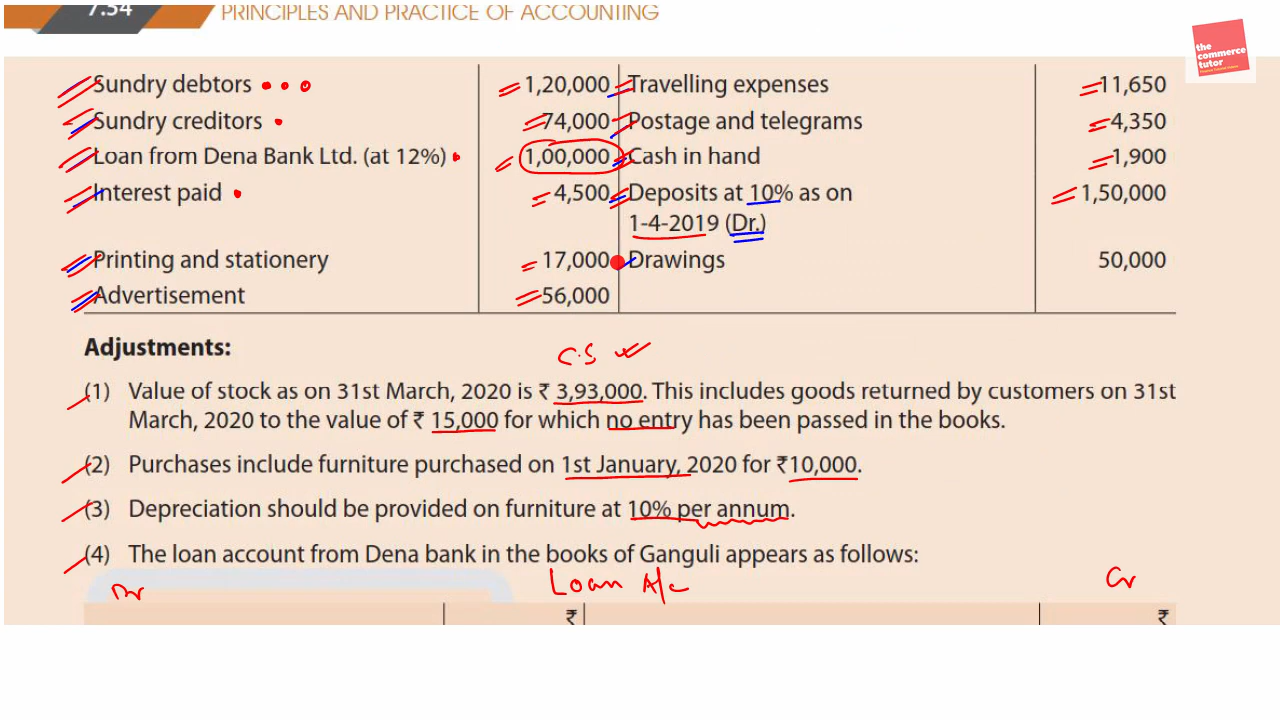 7.54 PRINCIPLES AND PRACTICE OF ACCOUNTING
the
commerce
tutor
Sundry debtors 1,20,000 Travelling expenses 11,650
Sundry creditors 74,000 Postage and telegrams 4,350
Loan from Dena Bank Ltd. (at 12%) 1,00,000 Cash in hand 1,900
Interest paid 4,500 Deposits at 10% as on 1,50,000
1-4-2019 (Dr.)
Printing and stationery 17,000 Drawings 50,000
Advertisement 56,000
Adjustments:
C.S
(1) Value of stock as on 31st March, 2020 is ₹ 3,93,000. This includes goods returned by customers on 31st
March, 2020 to the value of ₹ 15,000 for which no entry has been passed in the books.
(2) Purchases include furniture purchased on 1st January, 2020 for ₹10,000.
(3) Depreciation should be provided on furniture at 10% per annum.
(4) The loan account from Dena bank in the books of Ganguli appears as follows:
Dr Loan A/c Cr
₹ ₹